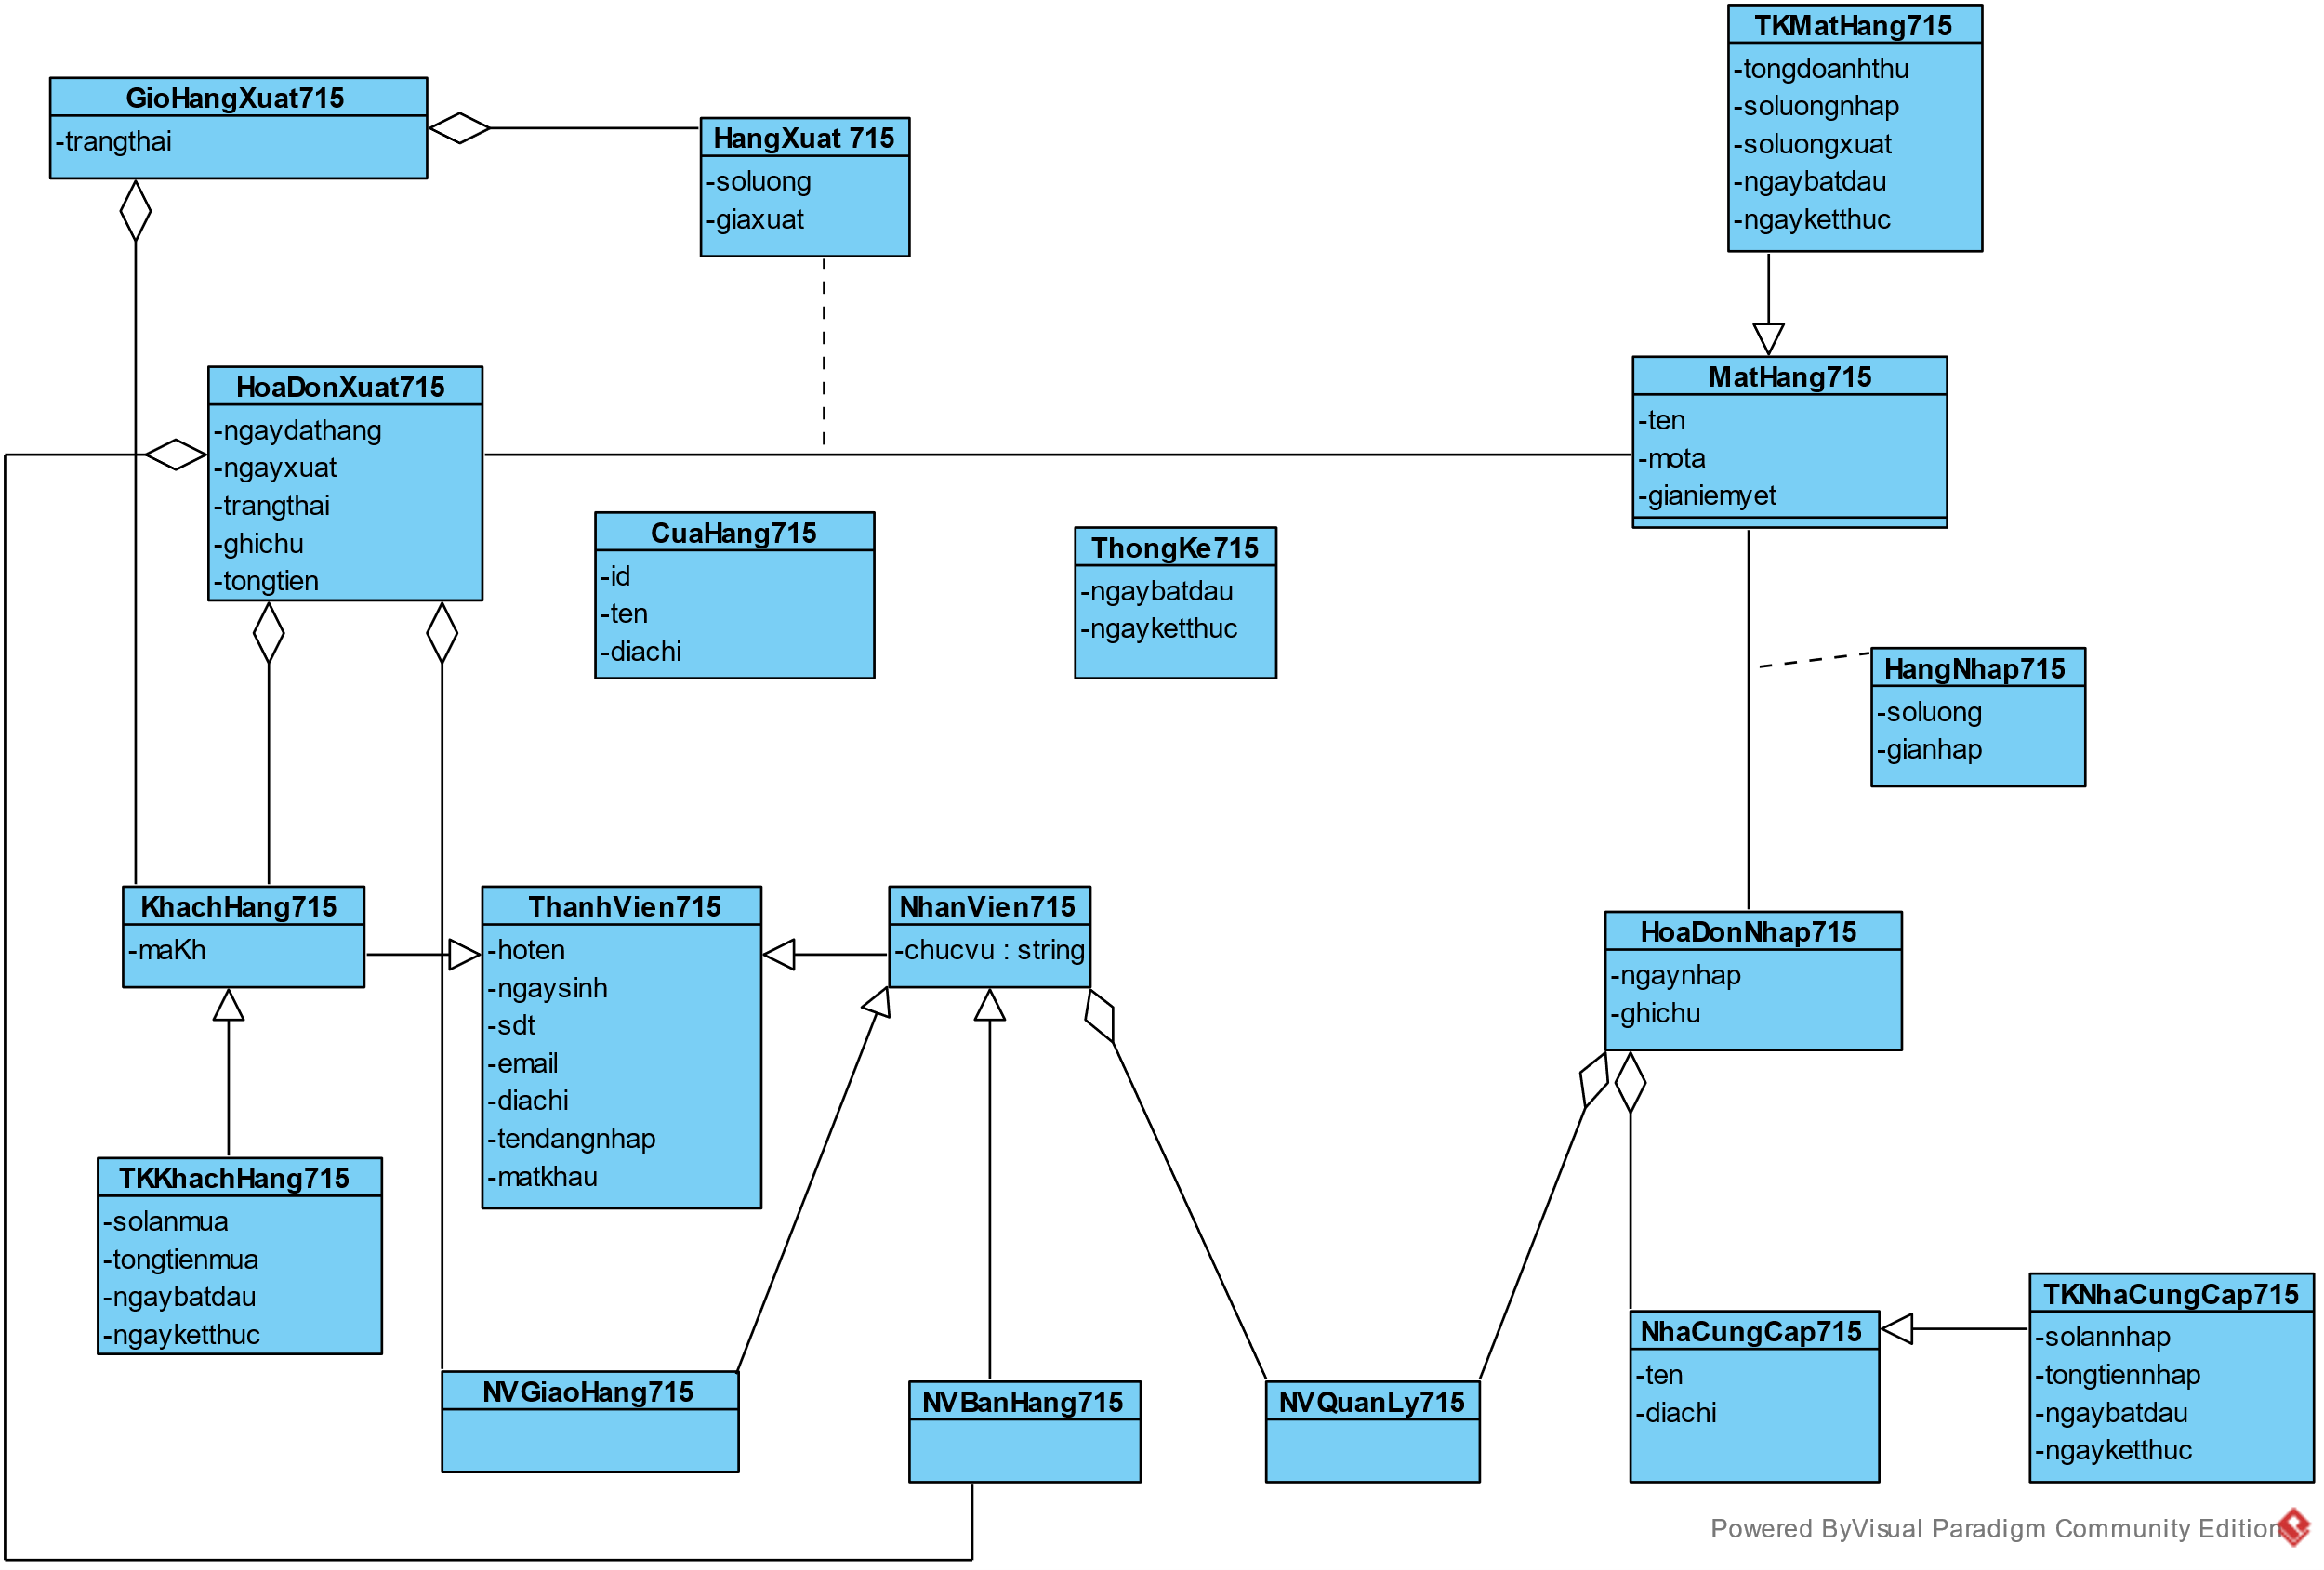 TKMatHang715
-tongdoanhthu
-soluongnhap
-soluongxuat
-ngaybatdau
-ngayketthuc
GioHangXuat715
-trangthai
HangXuat 715
-soluong
-giaxuat
HoaDonXuat715
-ngaydathang
-ngayxuat
-trangthai
-ghichu
-tongtien
MatHang715
-ten
-mota
-gianiemyet
CuaHang715
-id
-ten
-diachi
ThongKe715
-ngaybatdau
-ngayketthuc
HangNhap715
-soluong
-gianhap
KhachHang715
-maKh
ThanhVien715
-hoten
-ngaysinh
-sdt
-email
-diachi
-tendangnhap
-matkhau
NhanVien715
-chucvu : string
HoaDonNhap715
-ngaynhap
-ghichu
TKKhachHang715
-solanmua
-tongtienmua
-ngaybatdau
-ngayketthuc
NVGiaoHang715
NVBanHang715
NVQuanLy715
NhaCungCap715
-ten
-diachi
TKNhaCungCap715
-solannhap
-tongtiennhap
-ngaybatdau
-ngayketthuc
Powered ByVisual Paradigm Community Edition